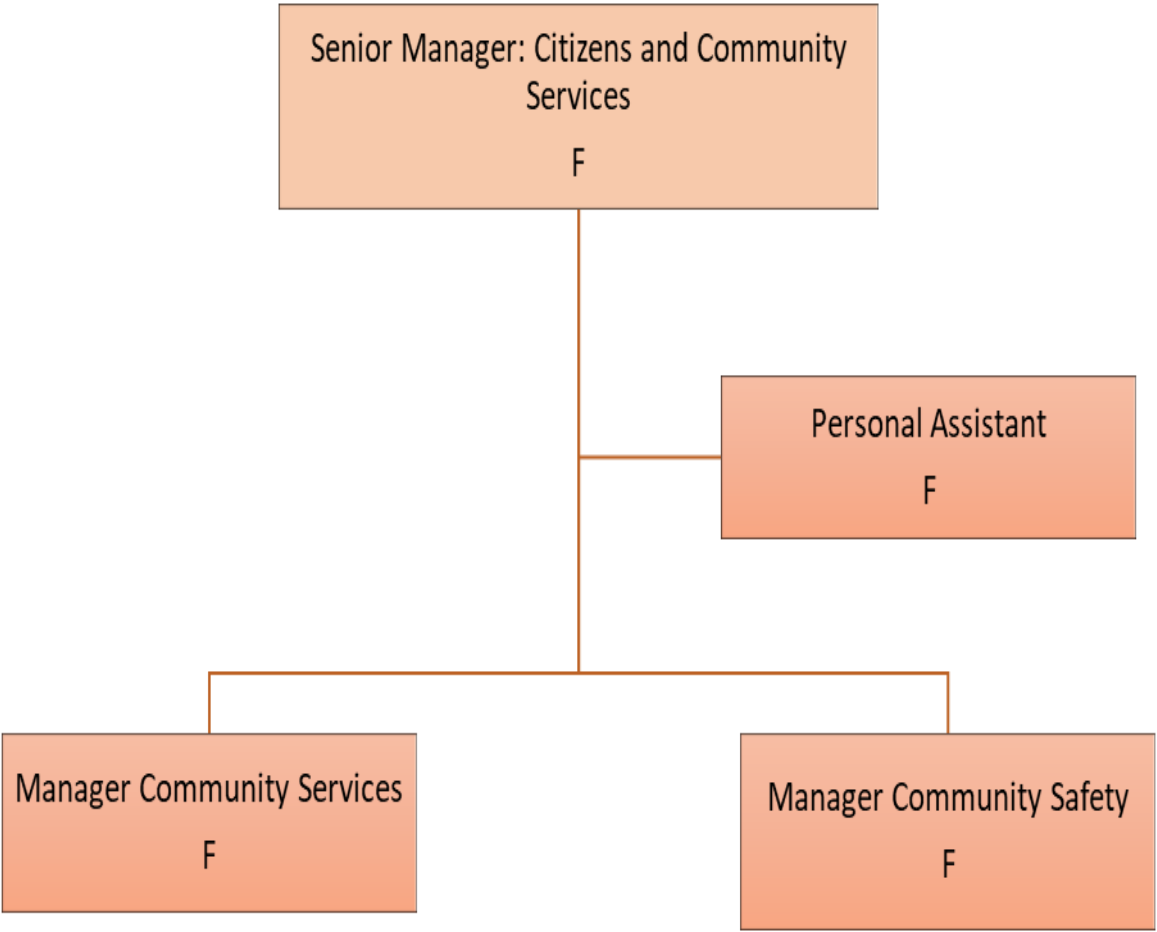 Senior Manager: Citizens and Community
Services
F
Personal Assistant
F
Manager Community Services
F
Manager Community Safety
F